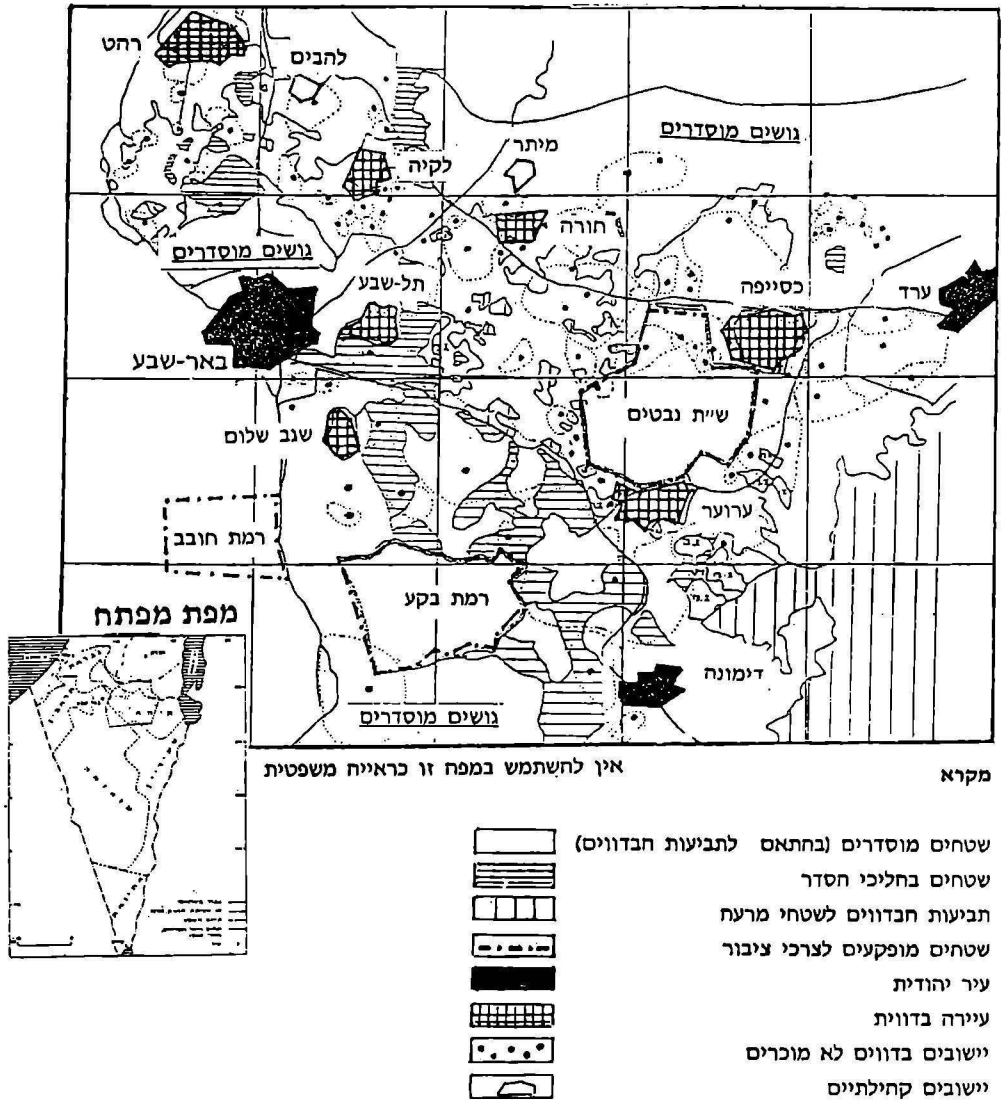 רהט
להבים
גושים מוסדרים
מיתר
לקיה
חורה
גושים מוסדרים
תל-שבע
כסייפה
ערד
באר-שבע
ש״ת נבטים
שגב שלום
ערוער
רמת חובב
רמת בקע
מפת מפתח
דימונה
גושים מוסדרים
אין להשתמש במפה זו כראייה משפטית
מקרא
שטחים מוסדרים (בהתאם לתביעות הבדווים)
שטחים בהליכי הסדר
תביעות הבדווים לשטחי מרעה
שטחים מופקעים לצרכי ציבור
עיר יהודית
עיירה בדווית
יישובים בדווים לא מוכרים
יישובים קהילתיים